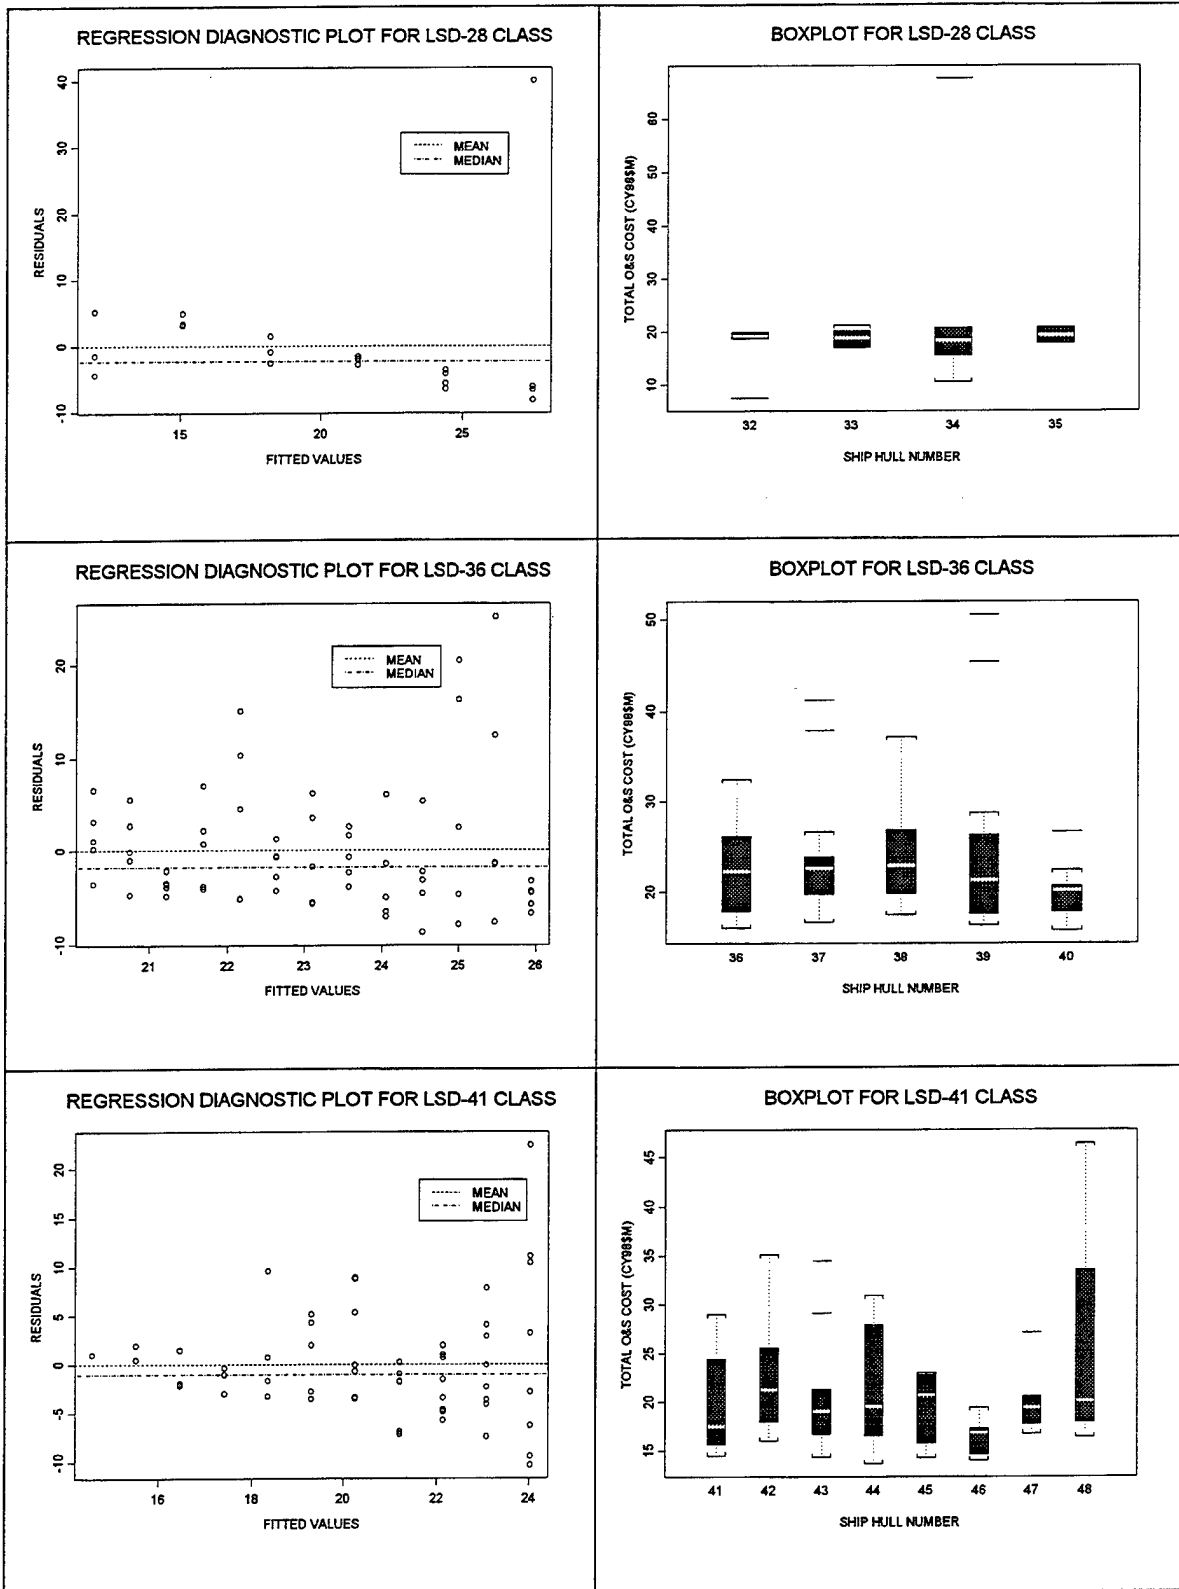 REGRESSION DIAGNOSTIC PLOT FOR LSD-28 CLASS
RESIDUALS
40
30
20
10
0
-10
MEAN
MEDIAN
15 20 25
FITTED VALUES
BOXPLOT FOR LSD-28 CLASS
TOTAL O&S COST (CY98$M)
60
50
40
30
20
10
32 33 34 35
SHIP HULL NUMBER
REGRESSION DIAGNOSTIC PLOT FOR LSD-36 CLASS
RESIDUALS
20
10
0
-10
MEAN
MEDIAN
21 22 23 24 25 26
FITTED VALUES
BOXPLOT FOR LSD-36 CLASS
TOTAL O&S COST (CY98$M)
50
40
30
20
36 37 38 39 40
SHIP HULL NUMBER
REGRESSION DIAGNOSTIC PLOT FOR LSD-41 CLASS
RESIDUALS
20
15
10
5
0
-5
-10
MEAN
MEDIAN
16 18 20 22 24
FITTED VALUES
BOXPLOT FOR LSD-41 CLASS
TOTAL O&S COST (CY98$M)
45
40
35
30
25
20
15
41 42 43 44 45 46 47 48
SHIP HULL NUMBER